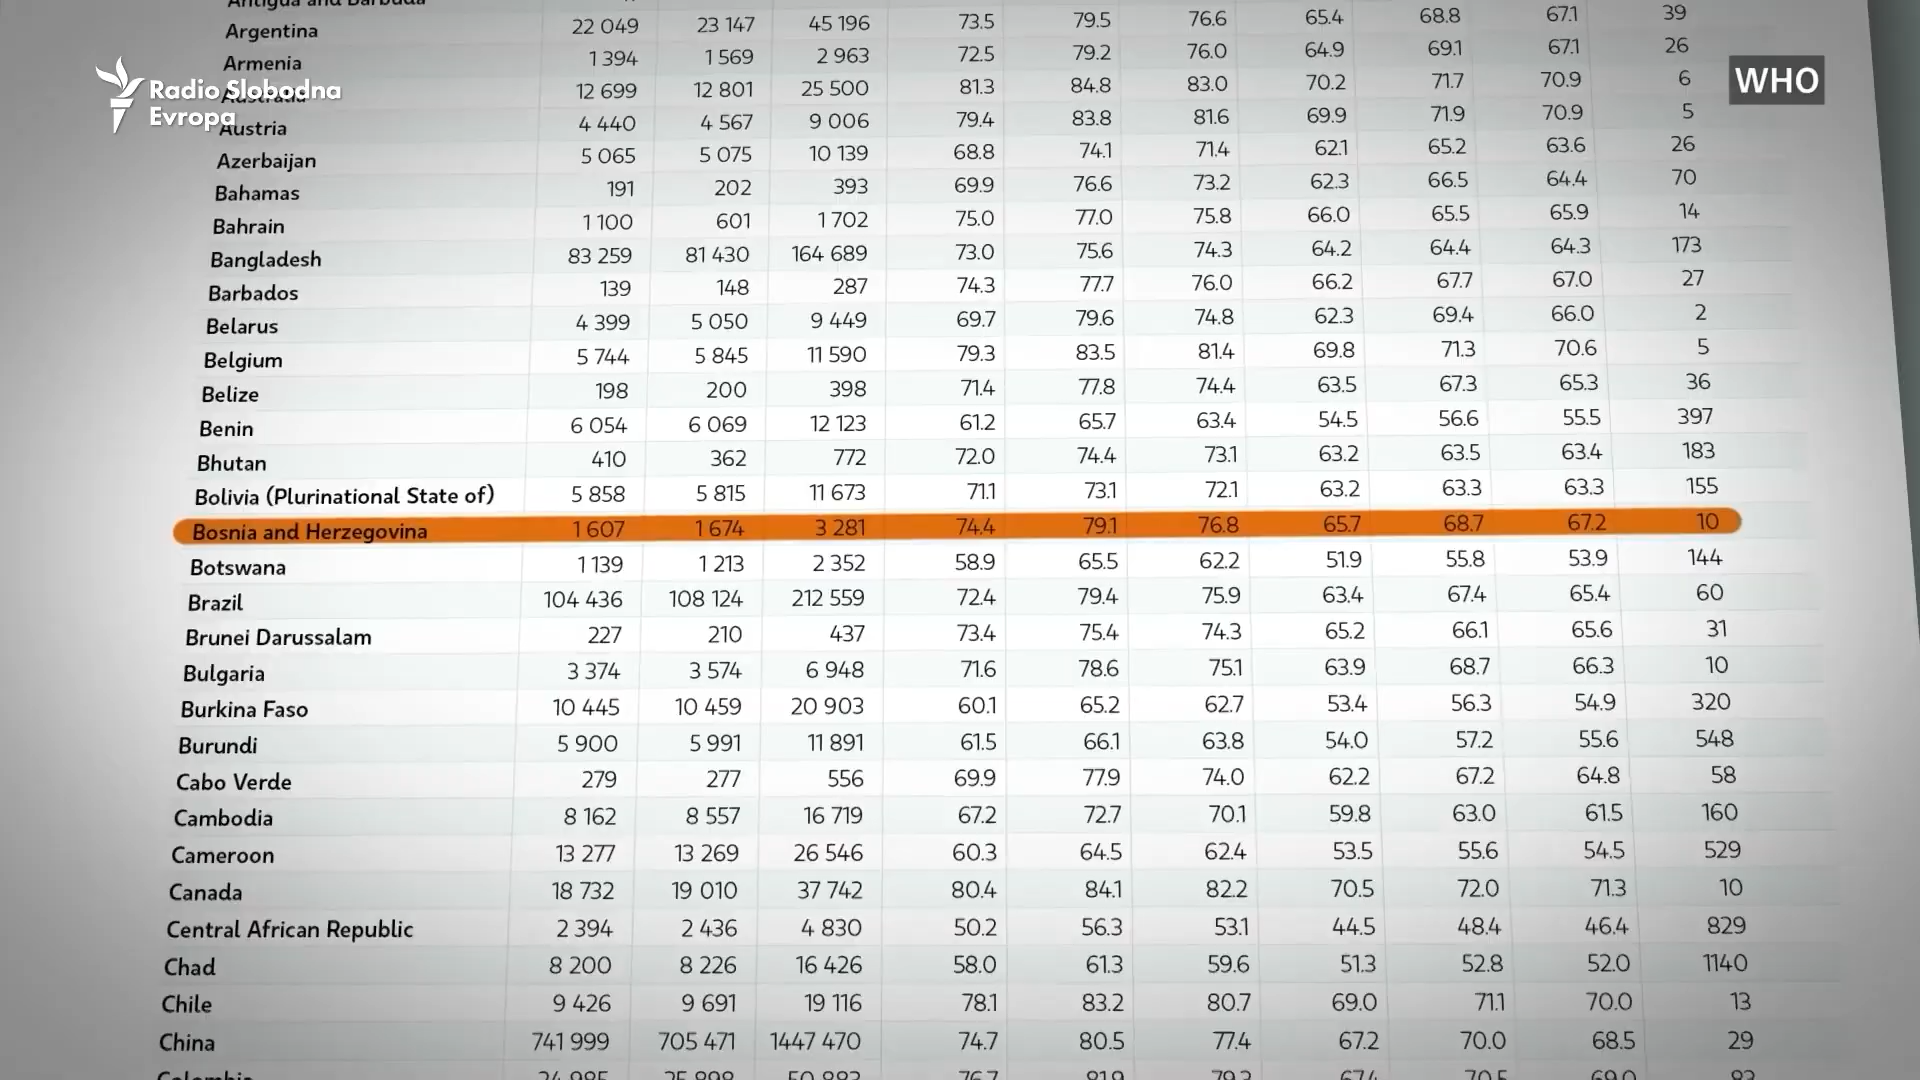 Antigua and Barbuda
Argentina 22 049 23 147 45 196 73.5 79.5 76.6 65.4 68.8 67.1 39
Armenia 1 394 1 569 2 963 72.5 79.2 76.0 64.9 69.1 67.1 26
Radio Slobodna
Evropa
WHO
Australia 12 699 12 801 25 500 81.3 84.8 83.0 70.2 71.7 70.9 6
Austria 4 440 4 567 9 006 79.4 83.8 81.6 69.9 71.9 70.9 5
Azerbaijan 5 065 5 075 10 139 68.8 74.1 71.4 62.1 65.2 63.6 26
Bahamas 191 202 393 69.9 76.6 73.2 62.3 66.5 64.4 70
Bahrain 1 100 601 1 702 75.0 77.0 75.8 66.0 65.5 65.9 14
Bangladesh 83 259 81 430 164 689 73.0 75.6 74.3 64.2 64.4 64.3 173
Barbados 139 148 287 74.3 77.7 76.0 66.2 67.7 67.0 27
Belarus 4 399 5 050 9 449 69.7 79.6 74.8 62.3 69.4 66.0 2
Belgium 5 744 5 845 11 590 79.3 83.5 81.4 69.8 71.3 70.6 5
Belize 198 200 398 71.4 77.8 74.4 63.5 67.3 65.3 36
Benin 6 054 6 069 12 123 61.2 65.7 63.4 54.5 56.6 55.5 397
Bhutan 410 362 772 72.0 74.4 73.1 63.2 63.5 63.4 183
Bolivia (Plurinational State of) 5 858 5 815 11 673 71.1 73.1 72.1 63.2 63.3 63.3 155
Bosnia and Herzegovina 1 607 1 674 3 281 74.4 79.1 76.8 65.7 68.7 67.2 10
Botswana 1 139 1 213 2 352 58.9 65.5 62.2 51.9 55.8 53.9 144
Brazil 104 436 108 124 212 559 72.4 79.4 75.9 63.4 67.4 65.4 60
Brunei Darussalam 227 210 437 73.4 75.4 74.3 65.2 66.1 65.6 31
Bulgaria 3 374 3 574 6 948 71.6 78.6 75.1 63.9 68.7 66.3 10
Burkina Faso 10 445 10 459 20 903 60.1 65.2 62.7 53.4 56.3 54.9 320
Burundi 5 900 5 991 11 891 61.5 66.1 63.8 54.0 57.2 55.6 548
Cabo Verde 279 277 556 69.9 77.9 74.0 62.2 67.2 64.8 58
Cambodia 8 162 8 557 16 719 67.2 72.7 70.1 59.8 63.0 61.5 160
Cameroon 13 277 13 269 26 546 60.3 64.5 62.4 53.5 55.6 54.5 529
Canada 18 732 19 010 37 742 80.4 84.1 82.2 70.5 72.0 71.3 10
Central African Republic 2 394 2 436 4 830 50.2 56.3 53.1 44.5 48.4 46.4 829
Chad 8 200 8 226 16 426 58.0 61.3 59.6 51.3 52.8 52.0 1140
Chile 9 426 9 691 19 116 78.1 83.2 80.7 69.0 71.1 70.0 13
China 741 999 705 471 1447 470 74.7 80.5 77.4 67.2 70.0 68.5 29
Colombia